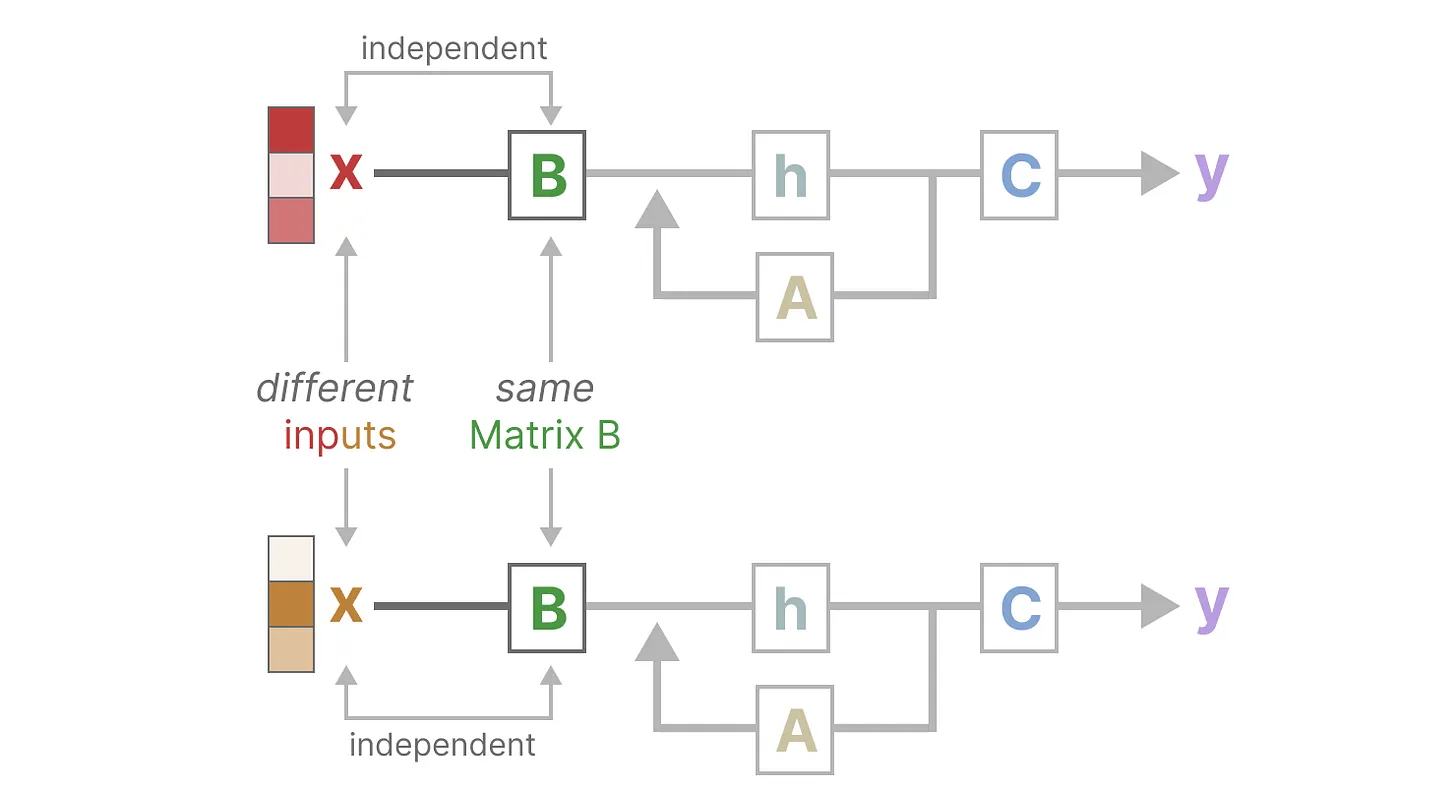 independent
x B h C y
A
different same
inputs Matrix B
x B h C y
A
independent